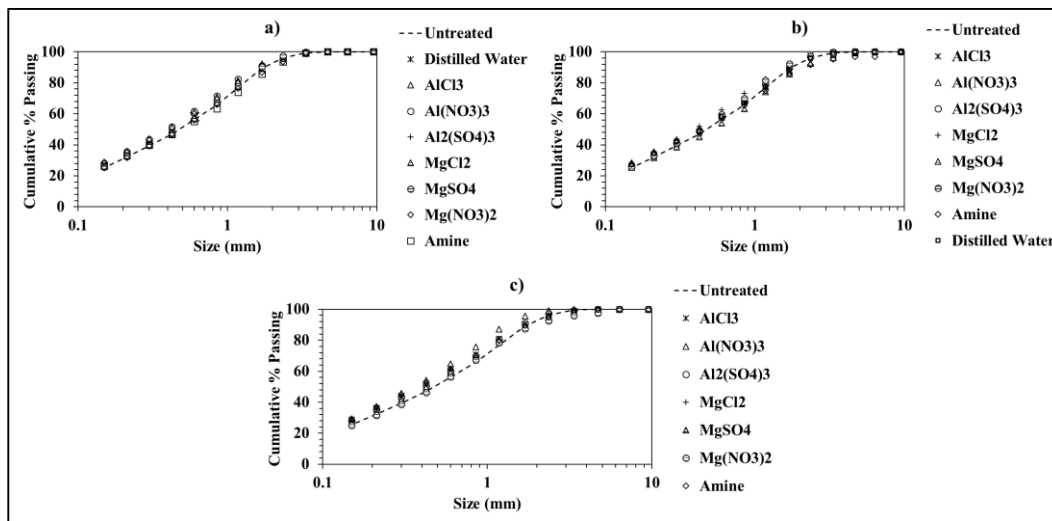 a)
100
80
60
40
20
0
0.1
1
10
Cumulative % Passing
Size (mm)
Untreated
Distilled Water
AlCl3
Al(NO3)3
Al2(SO4)3
MgCl2
MgSO4
Mg(NO3)2
Amine
b)
100
80
60
40
20
0
0.1
1
10
Cumulative % Passing
Size (mm)
Untreated
AlCl3
Al(NO3)3
Al2(SO4)3
MgCl2
MgSO4
Mg(NO3)2
Amine
Distilled Water
c)
100
80
60
40
20
0
0.1
1
10
Cumulative % Passing
Size (mm)
Untreated
AlCl3
Al(NO3)3
Al2(SO4)3
MgCl2
MgSO4
Mg(NO3)2
Amine